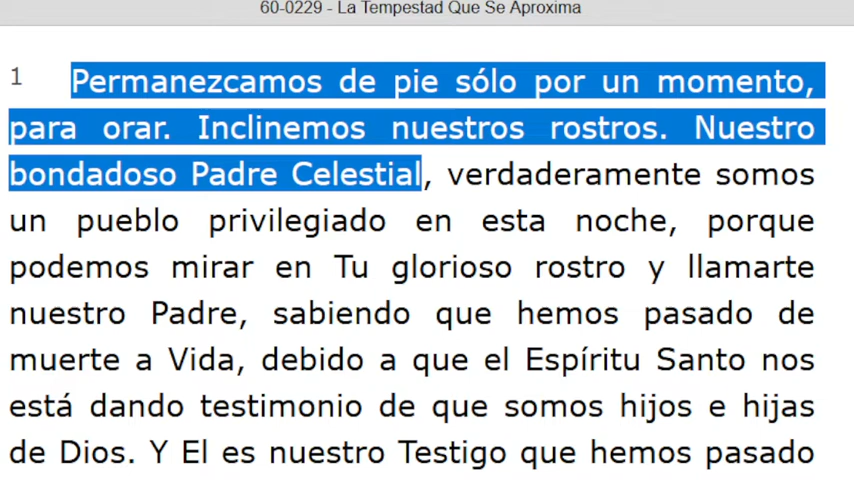 60-0229 - La Tempestad Que Se Aproxima
1 Permanezcamos de pie sólo por un momento,
para orar. Inclinemos nuestros rostros. Nuestro
bondadoso Padre Celestial, verdaderamente somos
un pueblo privilegiado en esta noche, porque
podemos mirar en Tu glorioso rostro y llamarte
nuestro Padre, sabiendo que hemos pasado de
muerte a Vida, debido a que el Espíritu Santo nos
está dando testimonio de que somos hijos e hijas
de Dios. Y El es nuestro Testigo que hemos pasado